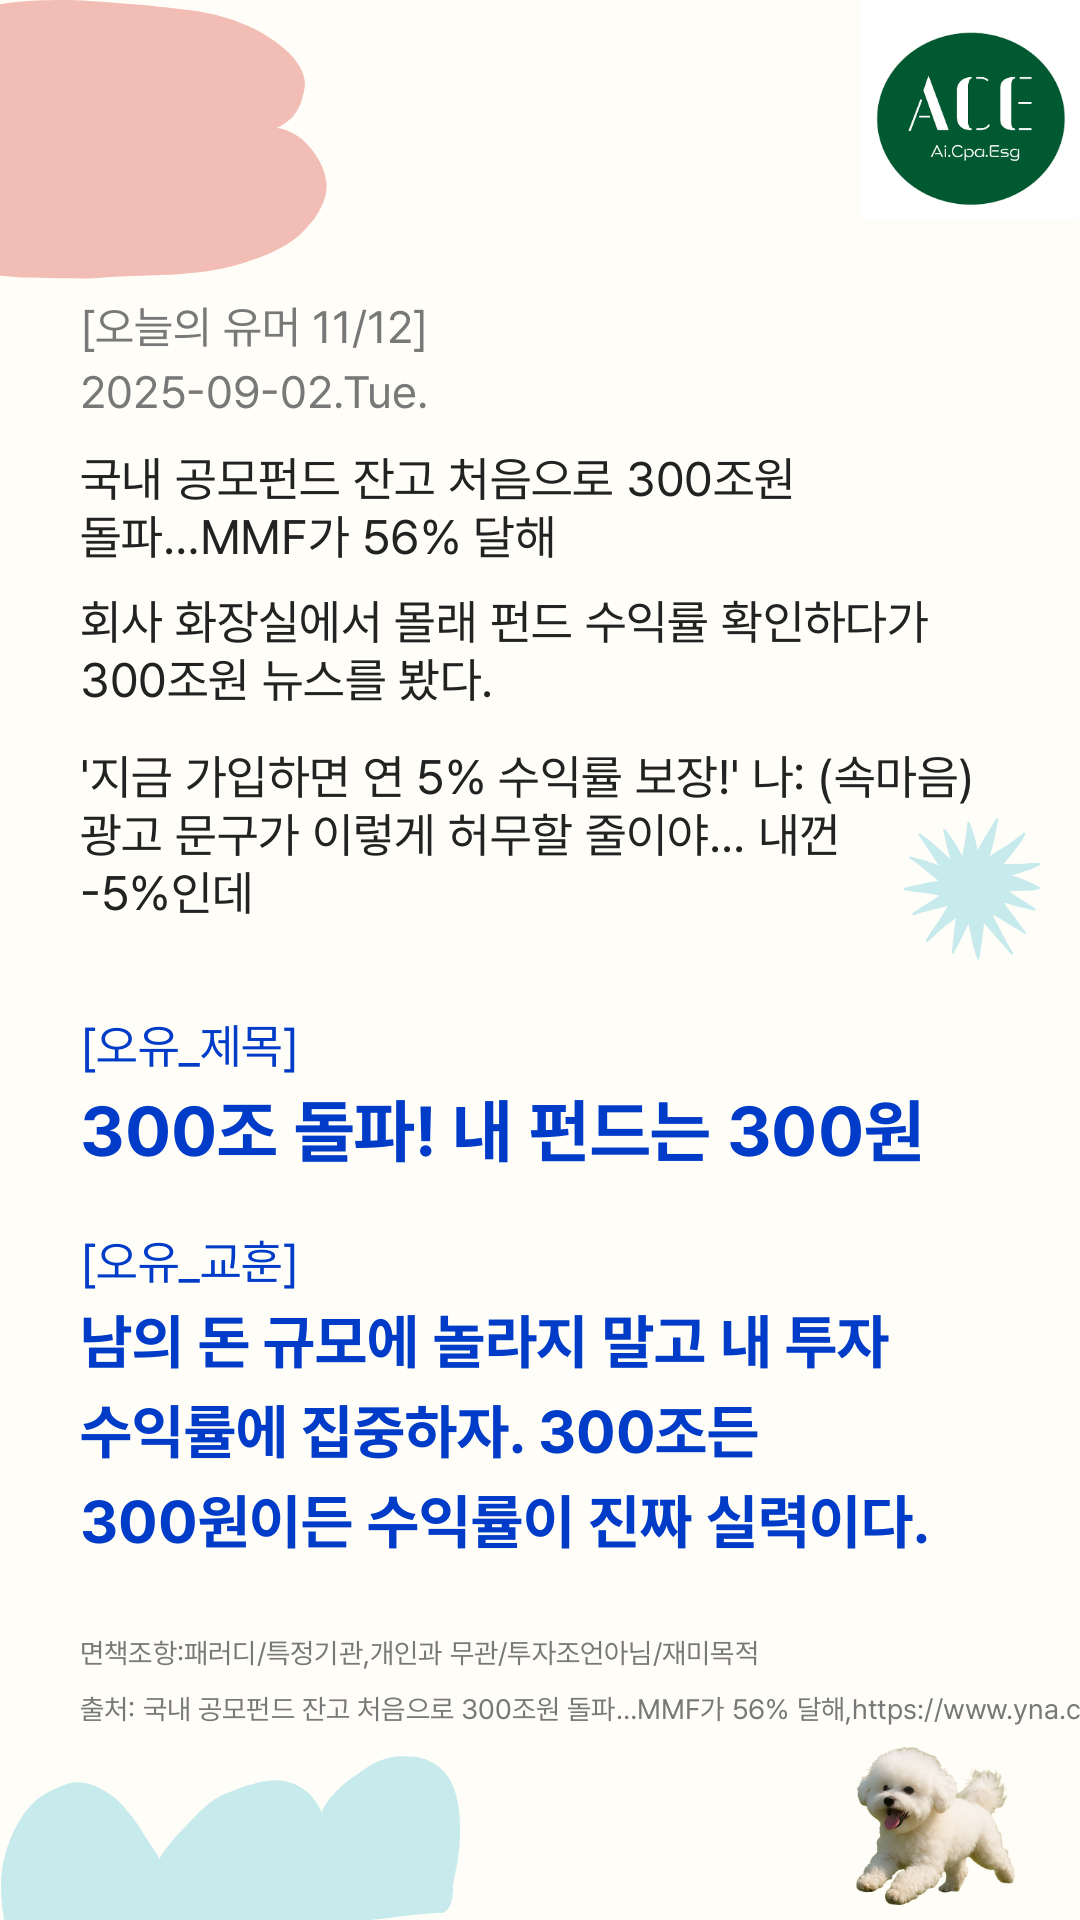 ACE
Ai.Cpa.Esg
[오늘의 유머 11/12]
2025-09-02.Tue.
국내 공모펀드 잔고 처음으로 300조원
돌파...MMF가 56% 달해
회사 화장실에서 몰래 펀드 수익률 확인하다가
300조원 뉴스를 봤다.
'지금 가입하면 연 5% 수익률 보장!' 나: (속마음)
광고 문구가 이렇게 허무할 줄이야... 내껀
-5%인데
[오유_제목]
300조 돌파! 내 펀드는 300원
[오유_교훈]
남의 돈 규모에 놀라지 말고 내 투자
수익률에 집중하자. 300조든
300원이든 수익률이 진짜 실력이다.
면책조항:패러디/특정기관,개인과 무관/투자조언아님/재미목적
출처: 국내 공모펀드 잔고 처음으로 300조원 돌파...MMF가 56% 달해,https://www.yna.c